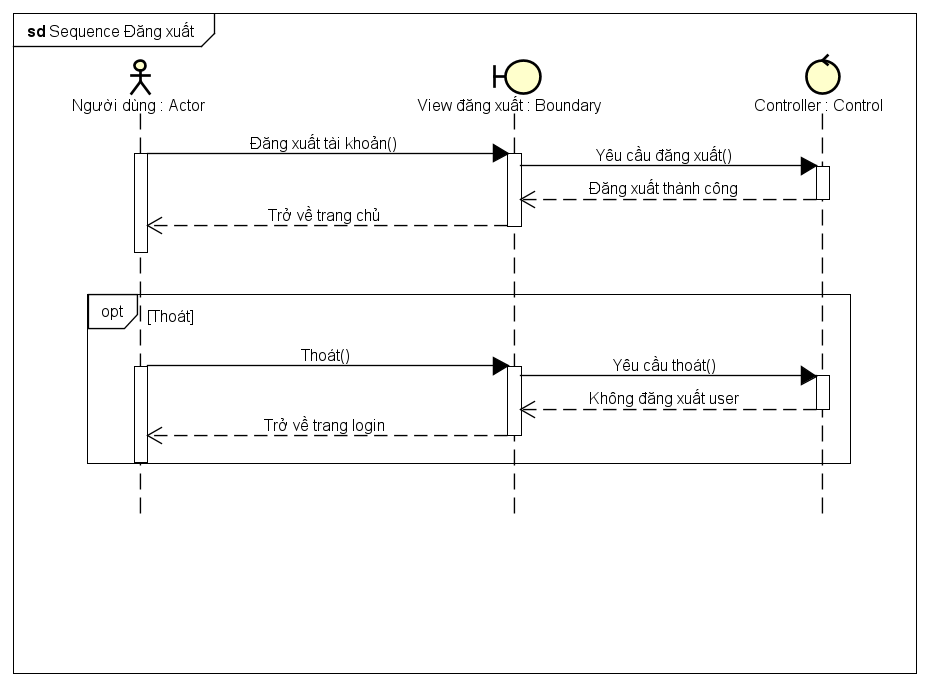 sd Sequence Đăng xuất
Người dùng : Actor
View đăng xuất : Boundary
Controller : Control
Đăng xuất tài khoản()
Yêu cầu đăng xuất()
Đăng xuất thành công
Trở về trang chủ
opt
[Thoát]
Thoát()
Yêu cầu thoát()
Không đăng xuất user
Trở về trang login